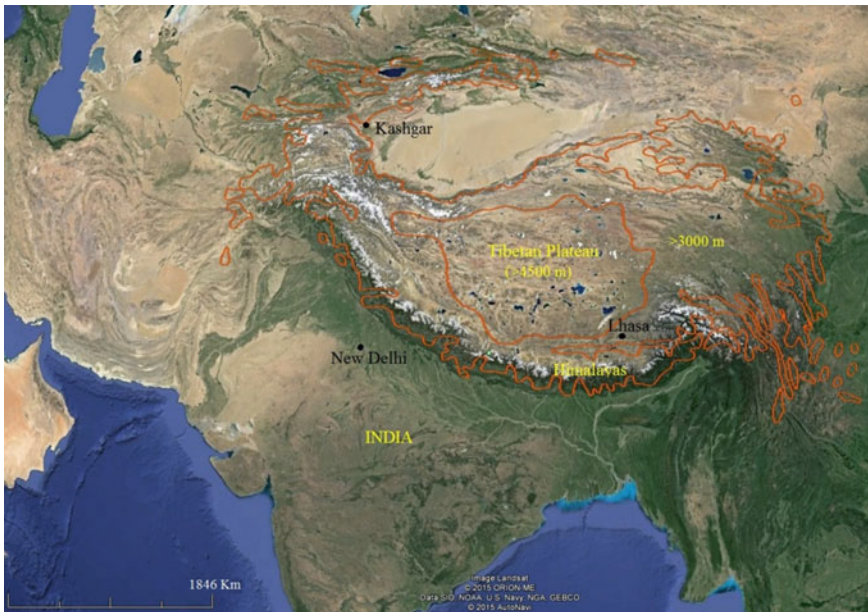 Kashgar
>3000 m
Tibetan Plateau
(>4500 m)
Lhasa
New Delhi
Himalayas
INDIA
1846 Km
Image Landsat
© 2015 ORION-ME
Data SIO, NOAA, U.S. Navy, NGA, GEBCO
© 2015 AutoNavi